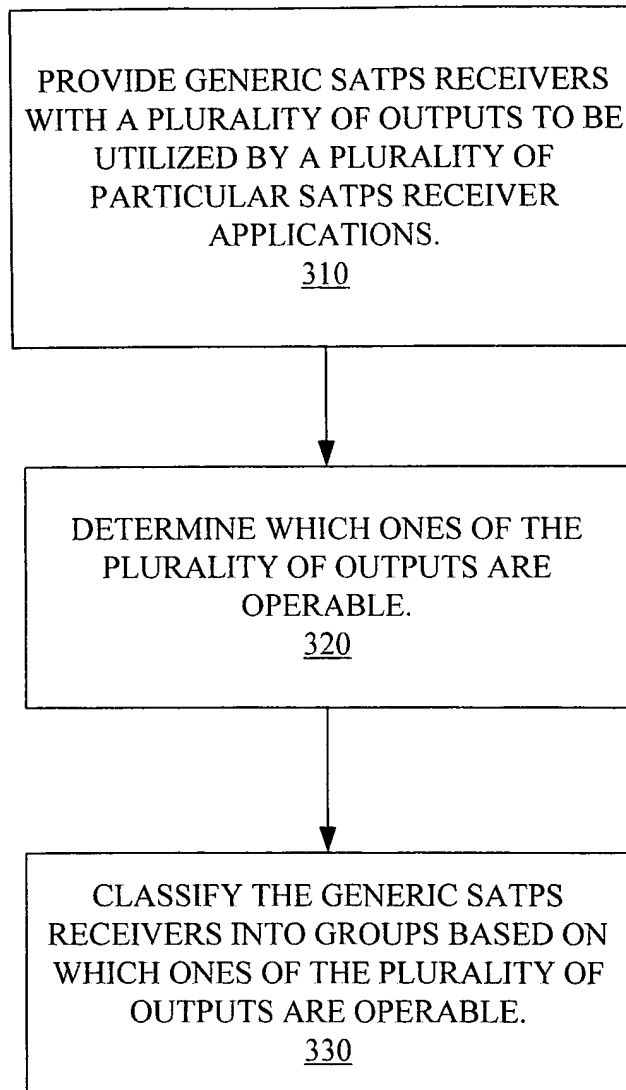 PROVIDE GENERIC SATPS RECEIVERS
WITH A PLURALITY OF OUTPUTS TO BE
UTILIZED BY A PLURALITY OF
PARTICULAR SATPS RECEIVER
APPLICATIONS.
310
DETERMINE WHICH ONES OF THE
PLURALITY OF OUTPUTS ARE
OPERABLE.
320
CLASSIFY THE GENERIC SATPS
RECEIVERS INTO GROUPS BASED ON
WHICH ONES OF THE PLURALITY OF
OUTPUTS ARE OPERABLE.
330